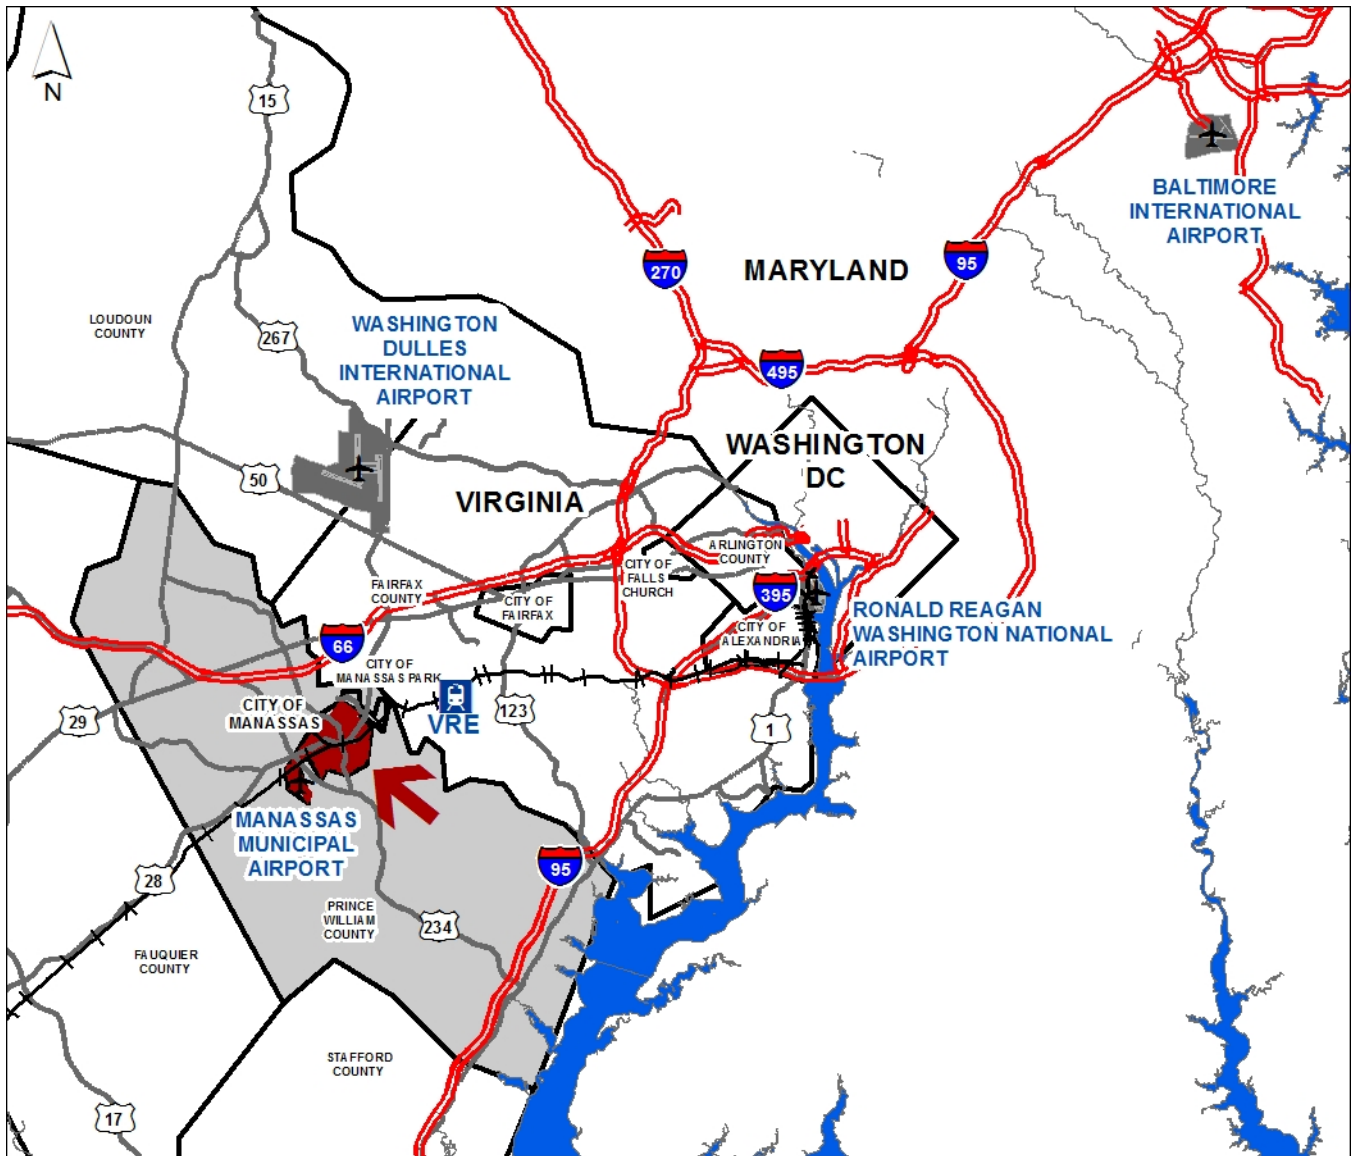 N
15
BALTIMORE
INTERNATIONAL
AIRPORT
270
MARYLAND
95
LOUDOUN
COUNTY
267
WASHINGTON
DULLES
INTERNATIONAL
AIRPORT
495
WASHINGTON
DC
50
VIRGINIA
ARLINGTON
COUNTY
CITY OF
FALLS
CHURCH
395
FAIRFAX
COUNTY
CITY OF
FAIRFAX
RONALD REAGAN
WASHINGTON NATIONAL
AIRPORT
CITY OF
ALEXANDRIA
66
CITY OF
MANASSAS PARK
CITY OF
MANASSAS
VRE
123
29
1
MANASSAS
MUNICIPAL
AIRPORT
95
28
PRINCE
WILLIAM
COUNTY
234
FAUQUIER
COUNTY
STAFFORD
COUNTY
17